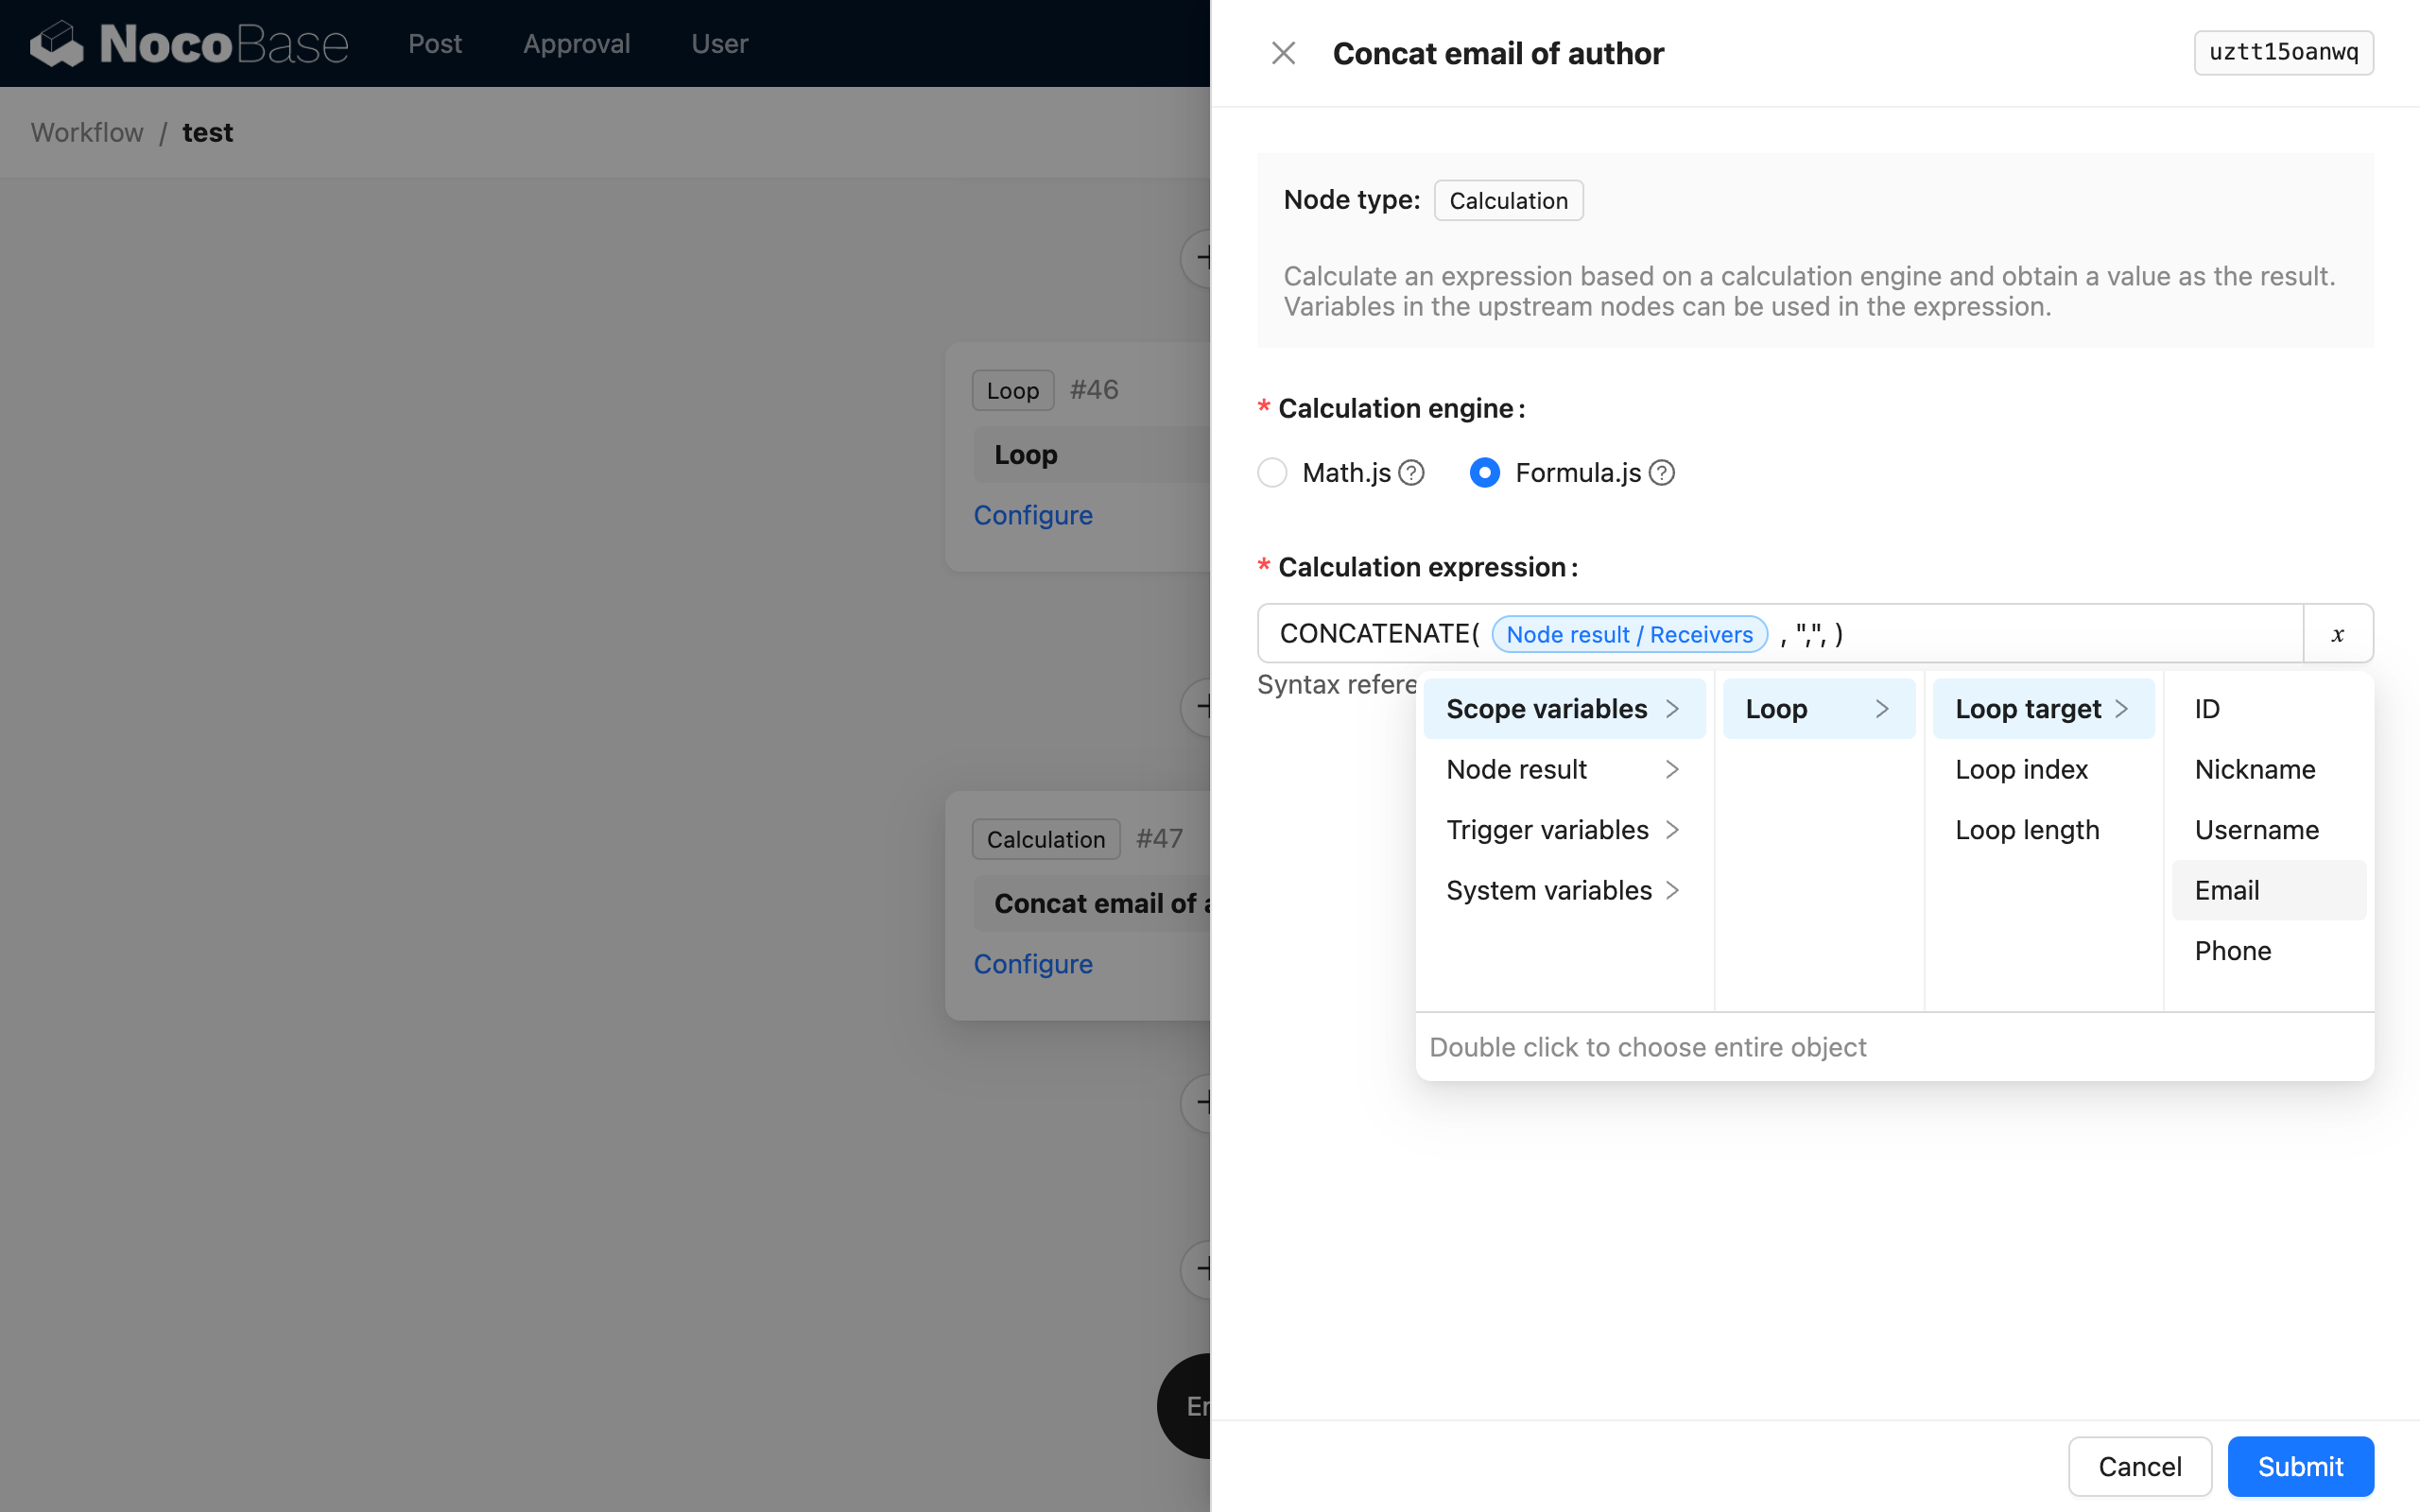 NocoBase
Post
Approval
User
Workflow / test
Loop #46
Loop
Configure
Calculation #47
Concat email of
Configure
Concat email of author
uztt15oanwq
Node type: Calculation
Calculate an expression based on a calculation engine and obtain a value as the result.
Variables in the upstream nodes can be used in the expression.
* Calculation engine:
Math.js
Formula.js
* Calculation expression:
CONCATENATE( Node result / Receivers , ",", )
x
Syntax refere
Scope variables
Node result
Trigger variables
System variables
Loop
Loop target
Loop index
Loop length
ID
Nickname
Username
Email
Phone
Double click to choose entire object
Cancel
Submit